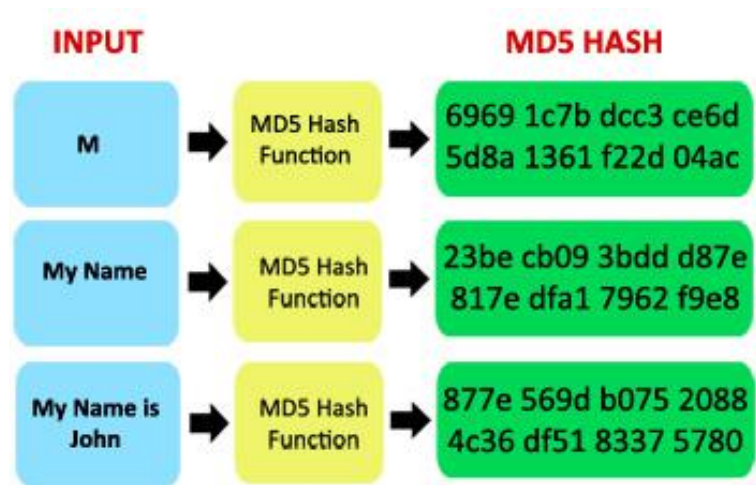 INPUT
MD5 HASH
M
MD5 Hash
Function
6969 1c7b dcc3 ce6d
5d8a 1361 f22d 04ac
My Name
MD5 Hash
Function
23be cb09 3bdd d87e
817e dfa1 7962 f9e8
My Name is
John
MD5 Hash
Function
877e 569d b075 2088
4c36 df51 8337 5780